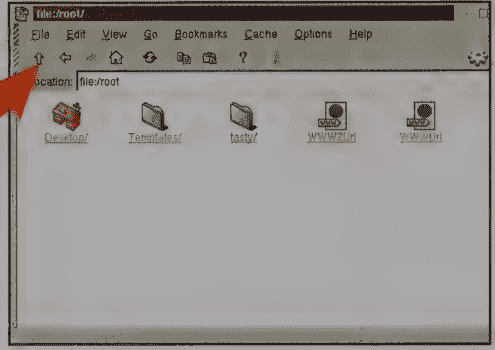 file:/root/
File Edit View Go Bookmarks Cache Options Help
?
ocation: file:/root
Desktop/ Templates/ tasty/ WWW2Url WWWUrl